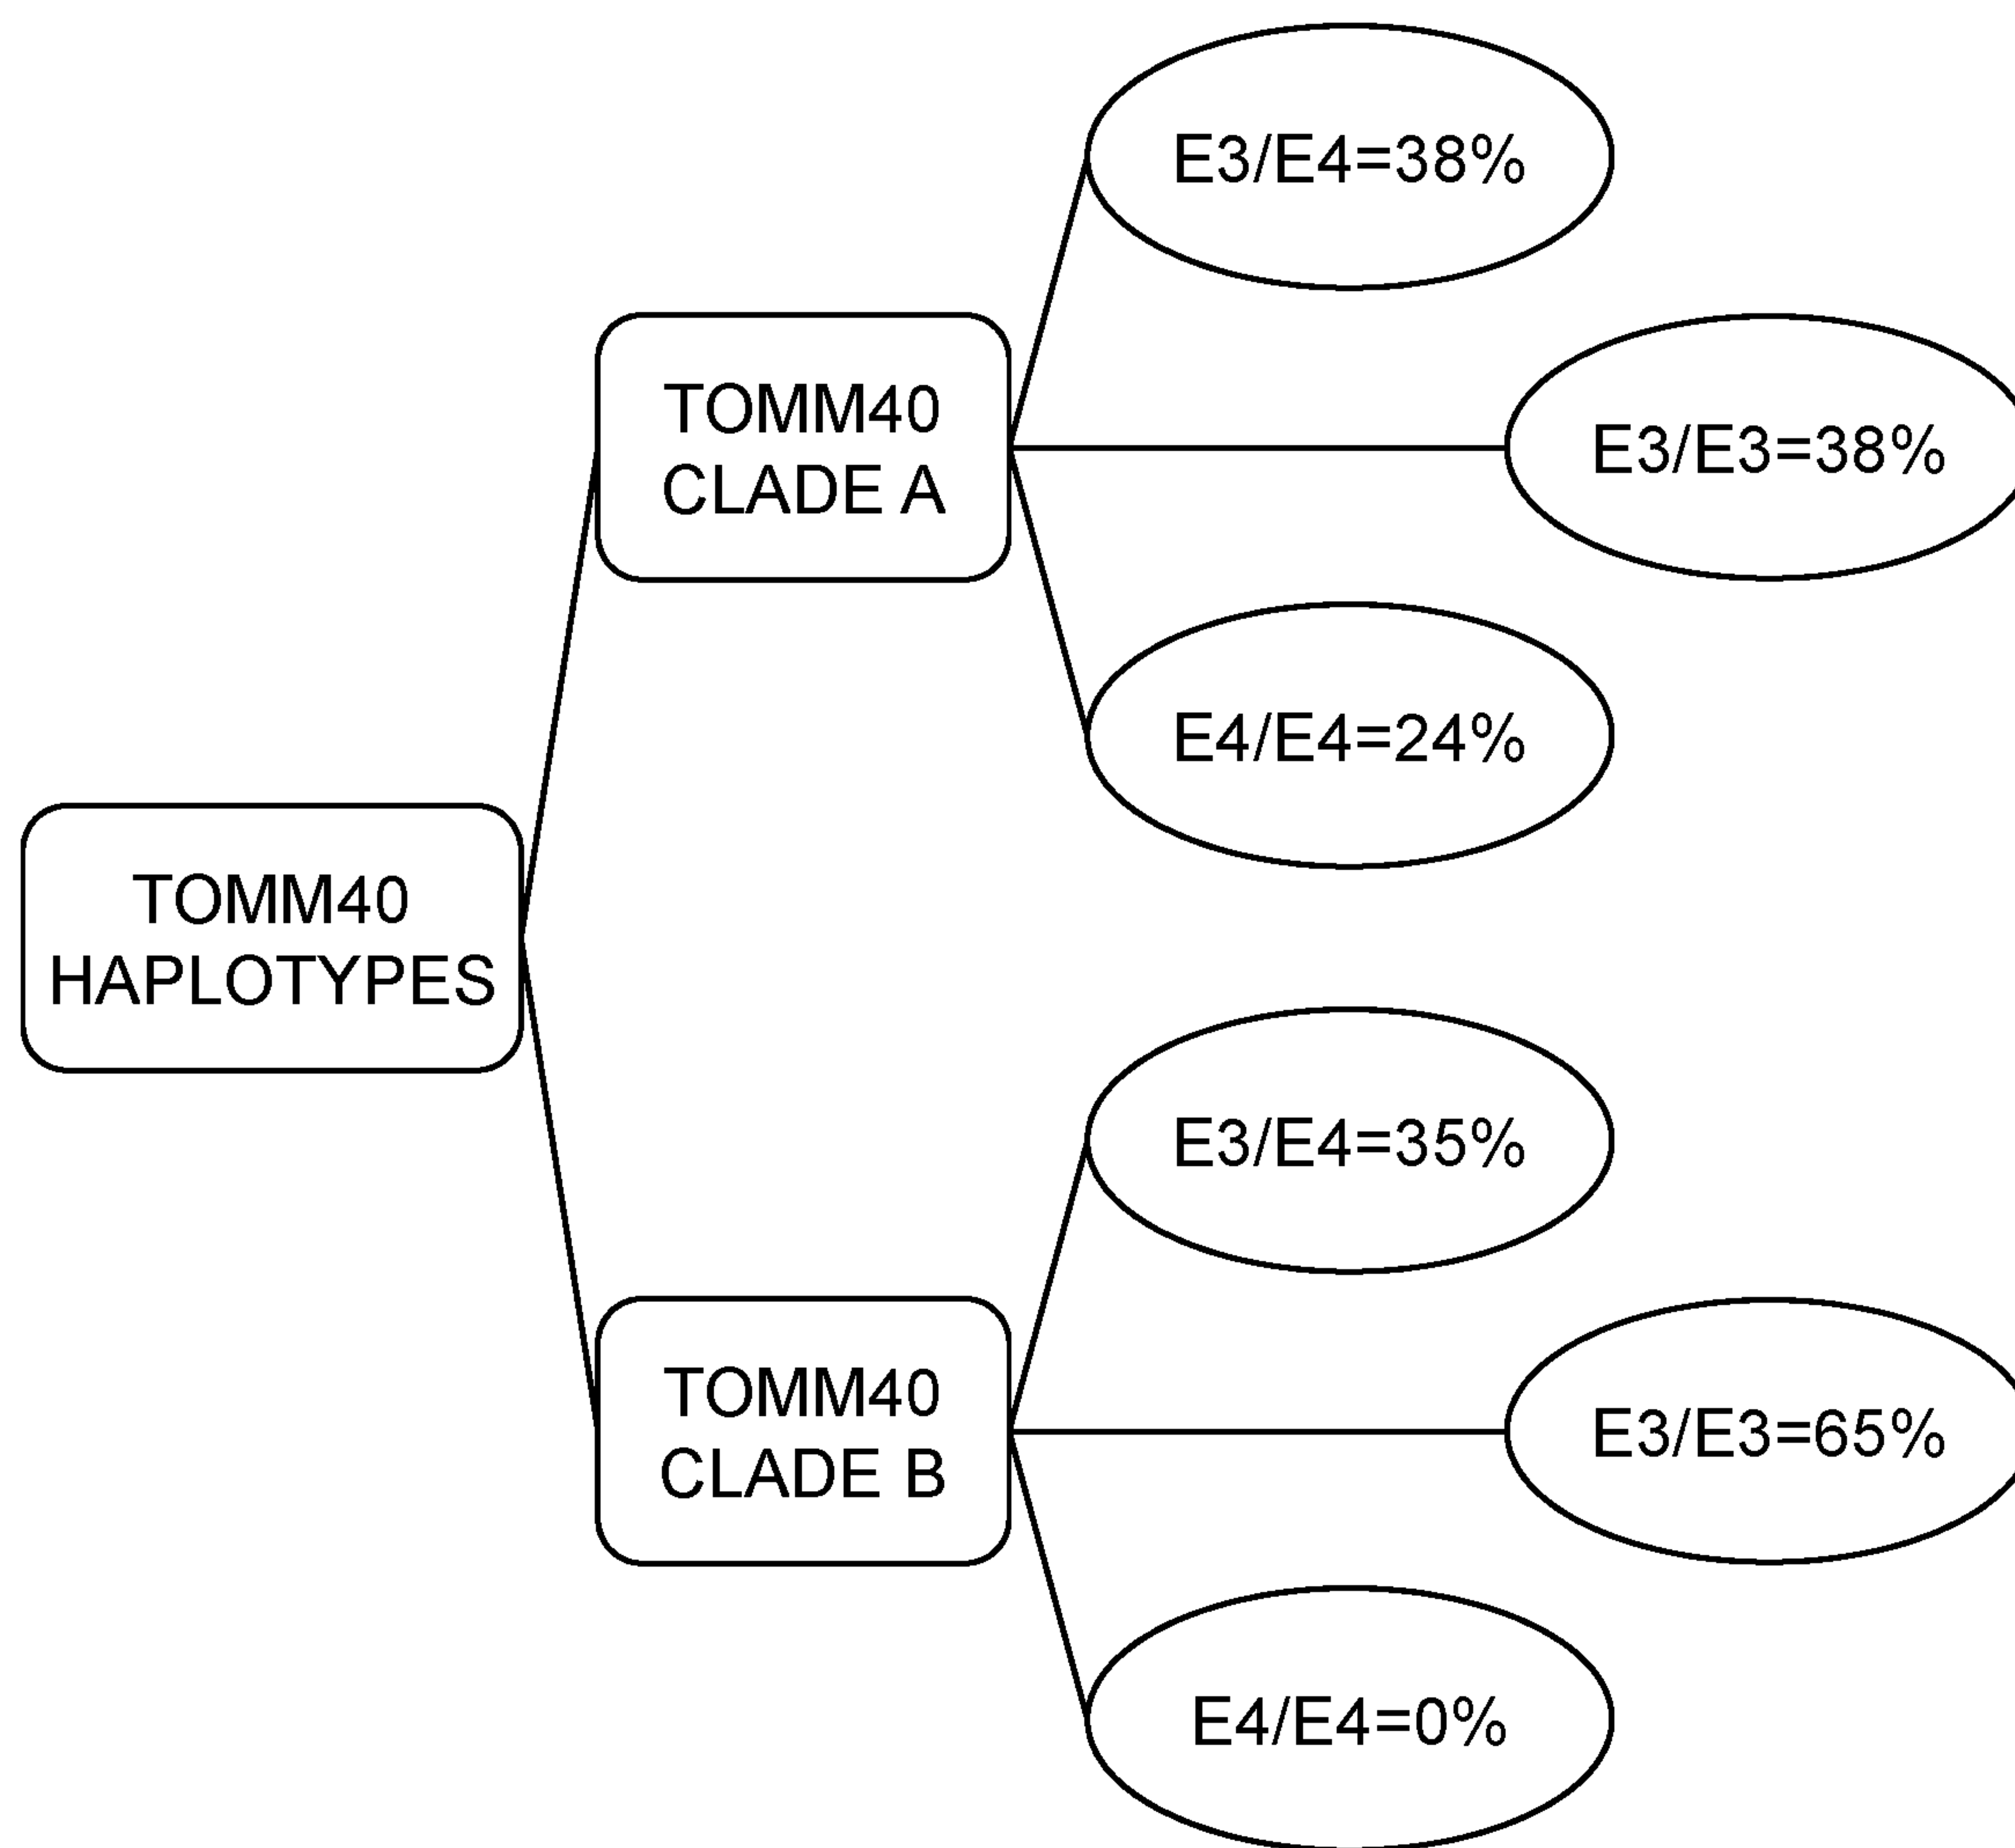 E3/E4=38%
TOMM40
CLADE A
E3/E3=38%
E4/E4=24%
TOMM40
HAPLOTYPES
E3/E4=35%
TOMM40
CLADE B
E3/E3=65%
E4/E4=0%